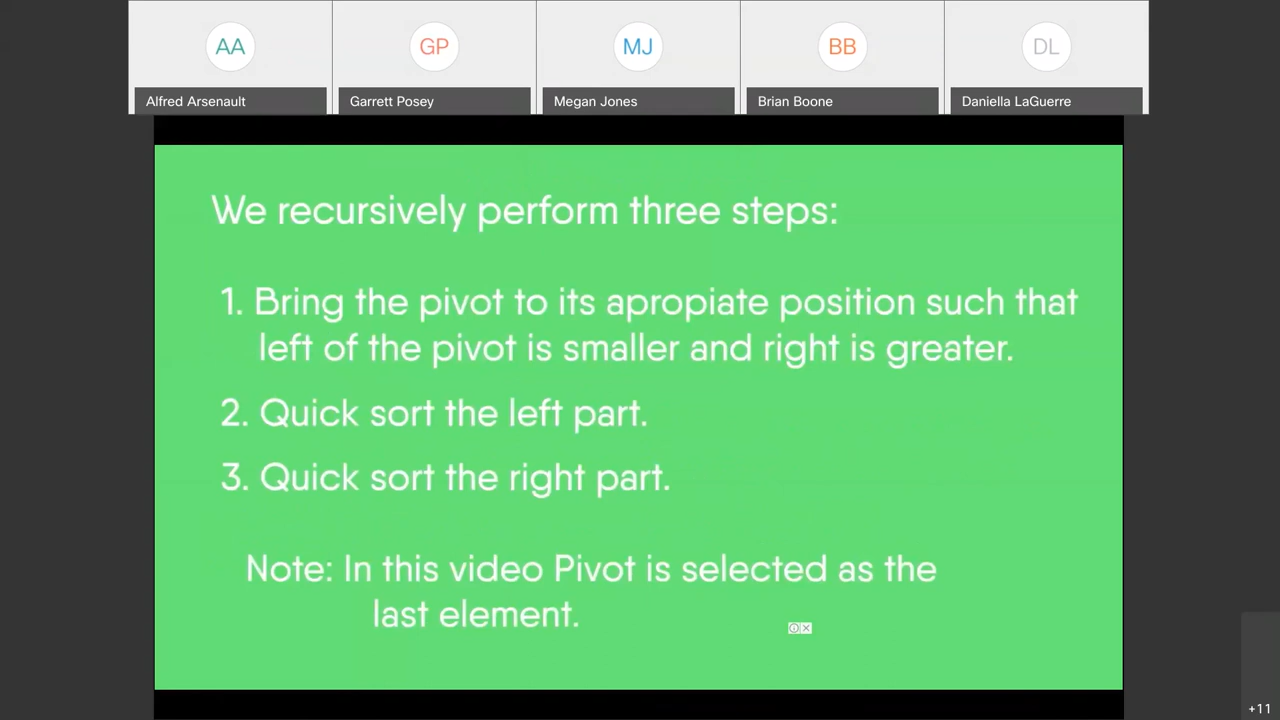 AA
GP
MJ
BB
DL
Alfred Arsenault
Garrett Posey
Megan Jones
Brian Boone
Daniella LaGuerre
We recursively perform three steps:
1. Bring the pivot to its apropiate position such that
left of the pivot is smaller and right is greater.
2. Quick sort the left part.
3. Quick sort the right part.
Note: In this video Pivot is selected as the
last element.
+11